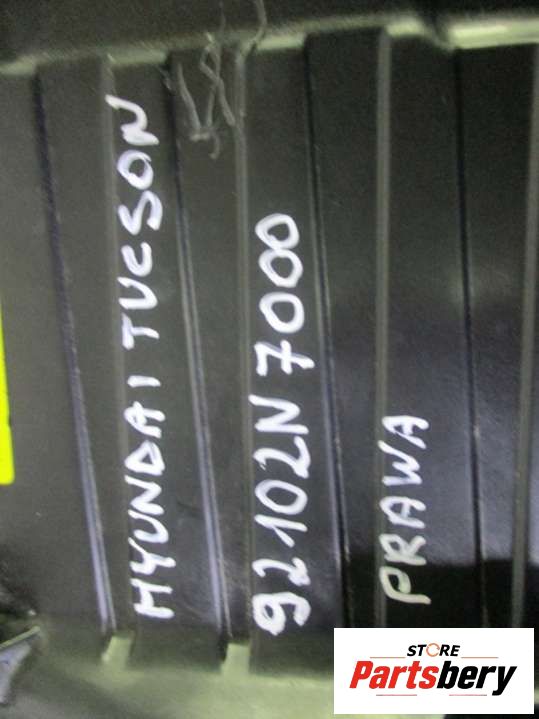 HYUNDAI TUCSON
92102N7000
PRAWA
STORE
Partsbery